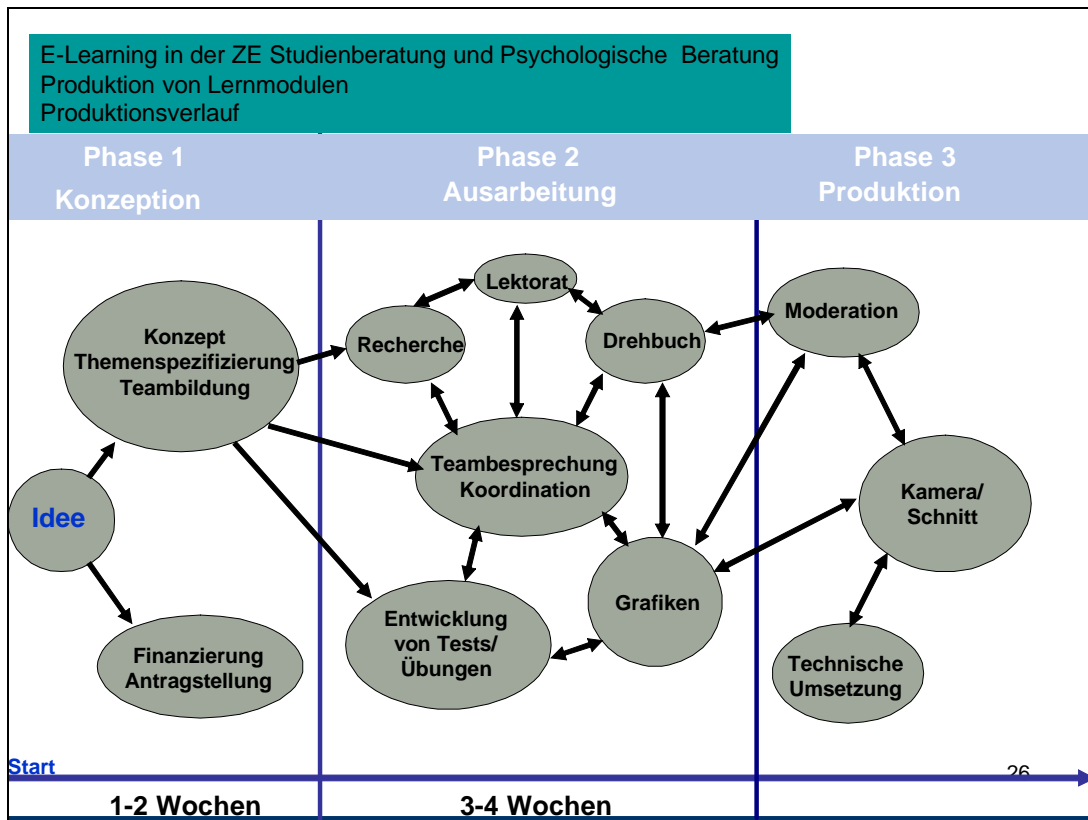 E-Learning in der ZE Studienberatung und Psychologische Beratung
Produktion von Lernmodulen
Produktionsverlauf
Phase 1
Konzeption
Phase 2
Ausarbeitung
Phase 3
Produktion
Konzept
Themenspezifizierung
Teambildung
Idee
Finanzierung
Antragstellung
Lektorat
Recherche
Drehbuch
Teambesprechung
Koordination
Entwicklung
von Tests/
Übungen
Grafiken
Moderation
Kamera/
Schnitt
Technische
Umsetzung
Start
26
1-2 Wochen
3-4 Wochen